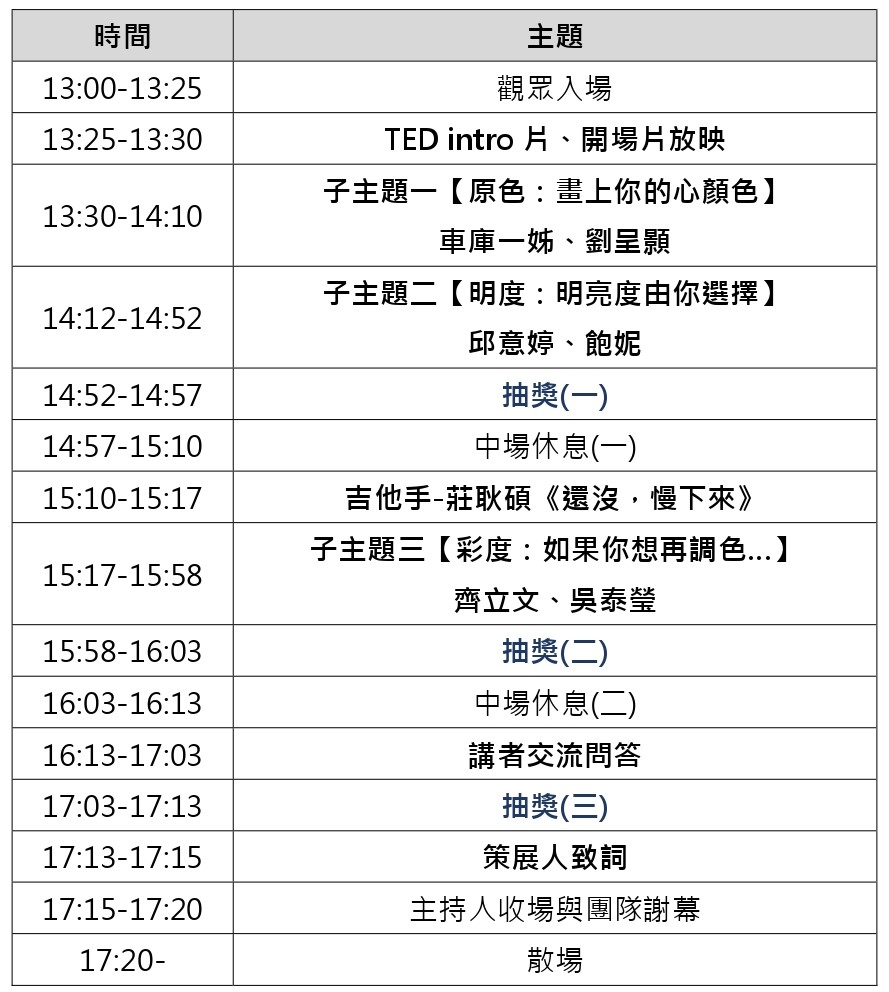 時間 主題
13:00-13:25 觀眾入場
13:25-13:30 TED intro 片、開場片放映
13:30-14:10 子主題一【原色：畫上你的心顏色】
車庫一姊、劉呈顥
14:12-14:52 子主題二【明度：明亮度由你選擇】
邱意婷、飽妮
14:52-14:57 抽獎(一)
14:57-15:10 中場休息(一)
15:10-15:17 吉他手-莊耿碩《還沒，慢下來》
15:17-15:58 子主題三【彩度：如果你想再調色...】
齊立文、吳泰瑩
15:58-16:03 抽獎(二)
16:03-16:13 中場休息(二)
16:13-17:03 講者交流問答
17:03-17:13 抽獎(三)
17:13-17:15 策展人致詞
17:15-17:20 主持人收場與團隊謝幕
17:20- 散場